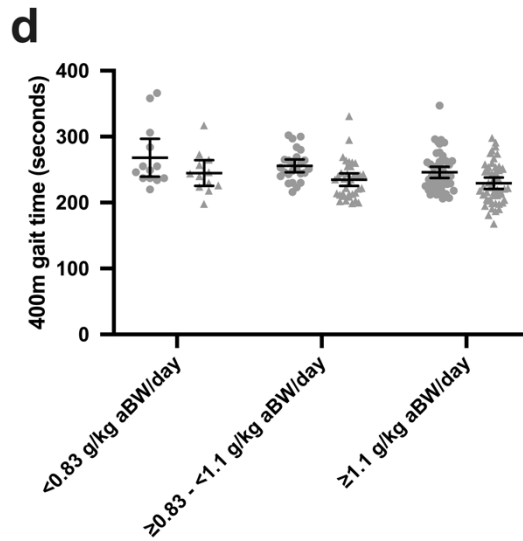 d
400m gait time (seconds)
400
300
200
100
0
<0.83 g/kg aBW/day
≥0.83 - <1.1 g/kg aBW/day
≥1.1 g/kg aBW/day